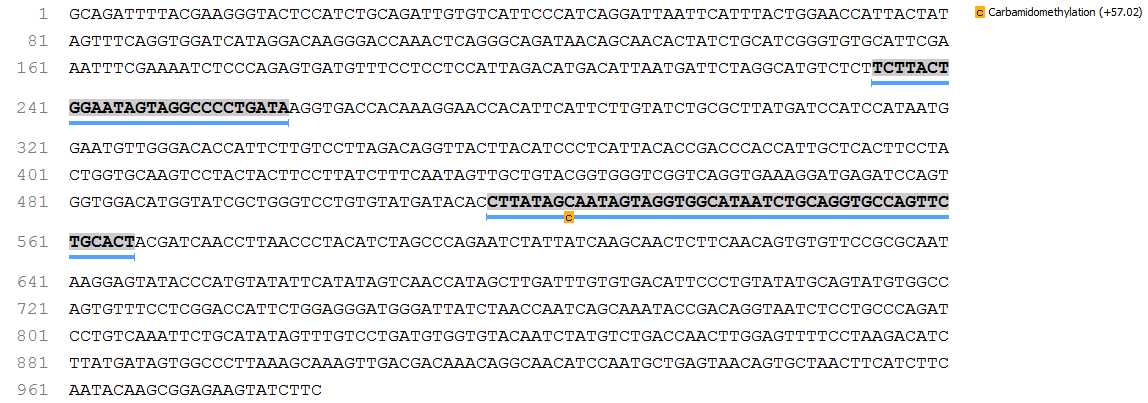 1 GCAGATTTTACGAAGGGTACTCCATCTGCAGATTGTGTCATTCCCATCAGGATTAATTCATTTACTGGAACCATTACTAT
c Carbamidomethylation (+57.02)
81 AGTTTCAGGTGGATCATAGGACAAGGGACCAAACTCAGGGCAGATAACAGCAACACTATCTGCATCGGGTGTGCATTCGA
161 AATTTCGAAAATCTCCCAGAGTGATGTTTCCTCCTCCATTAGACATGACATTAATGATTCTAGGCATGTCTCTTCTTACT
241 GGAATAGTAGGCCCCTGATAAGGTGACCACAAAGGAACCACATTCATTCTTGTATCTGCGCTTATGATCCATCCATAATG
321 GAATGTTGGGACACCATTCTTGTCCTTAGACAGGTTACTTACATCCCTCATTACACCGACCCACCATTGCTCACTTCCTA
401 CTGGTGCAAGTCCTACTACTTCCTTATCTTTCAATAGTTGCTGTACGGTGGGTCGGTCAGGTGAAAGGATGAGATCCAGT
481 GGTGGACATGGTATCGCTGGGTCCTGTGTATGATACACCTTATAGCAATAGTAGGTGGCATAATCTGCAGGTGCCAGTTC
c
561 TGCACTACGATCAACCTTAACCCTACATCTAGCCCAGAATCTATTATCAAGCAACTCTTCAACAGTGTGTTCCGCGCAAT
641 AAGGAGTATACCCATGTATATTCATATAGTCAACCATAGCTTGATTTGTGTGACATTCCCTGTATATGCAGTATGTGGCC
721 AGTGTTTCCTCGGACCATTCTGGAGGGATGGGATTATCTAACCAATCAGCAAATACCGACAGGTAATCTCCTGCCCAGAT
801 CCTGTCAAATTCTGCATATAGTTTGTCCTGATGTGGTGTACAATCTATGTCTGACCAACTTGGAGTTTTCCTAAGACATC
881 TTATGATAGTGGCCCTTAAAGCAAAGTTGACGACAAACAGGCAACATCCAATGCTGAGTAACAGTGCTAACTTCATCTTC
961 AATACAAGCGGAGAAGTATCTTC